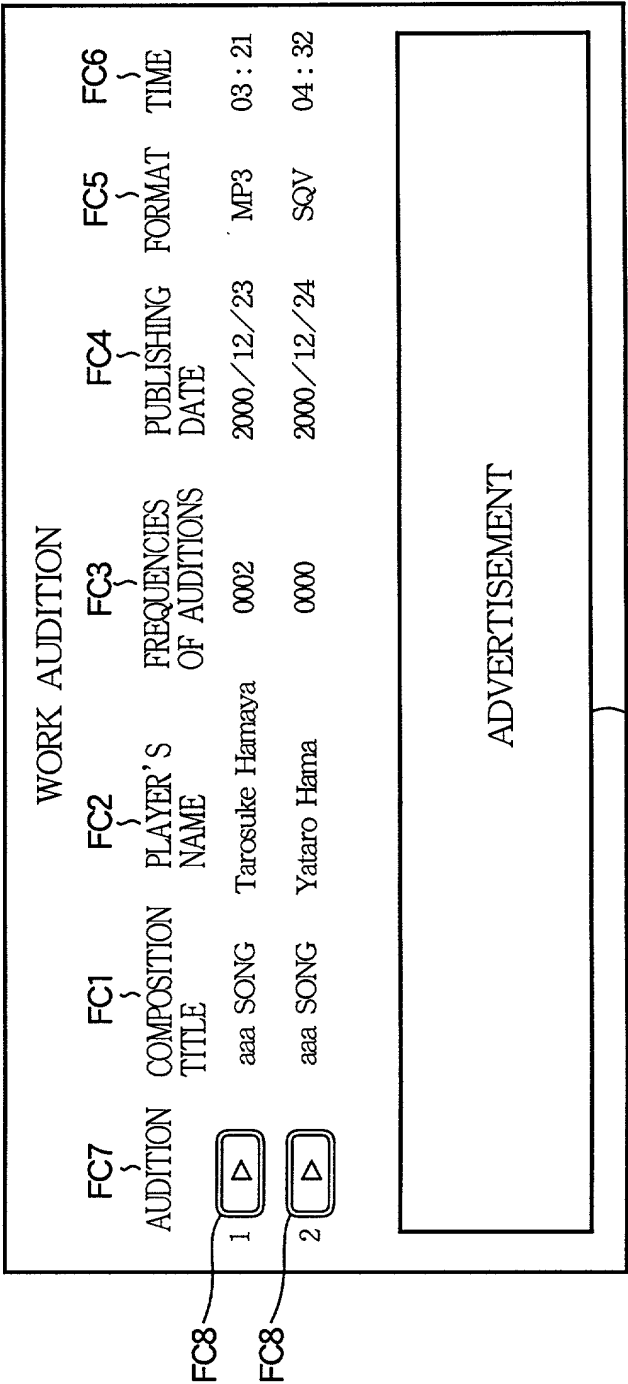 WORK AUDITION
FC7 FC1 FC2 FC3 FC4 FC5 FC6
AUDITION COMPOSITION PLAYER'S FREQUENCIES PUBLISHING FORMAT TIME
TITLE NAME OF AUDITIONS DATE
FC8 1 aaa SONG Tarosuke Hamaya 0002 2000/12/23 MP3 03:21
FC8 2 aaa SONG Yataro Hama 0000 2000/12/24 SQV 04:32
ADVERTISEMENT